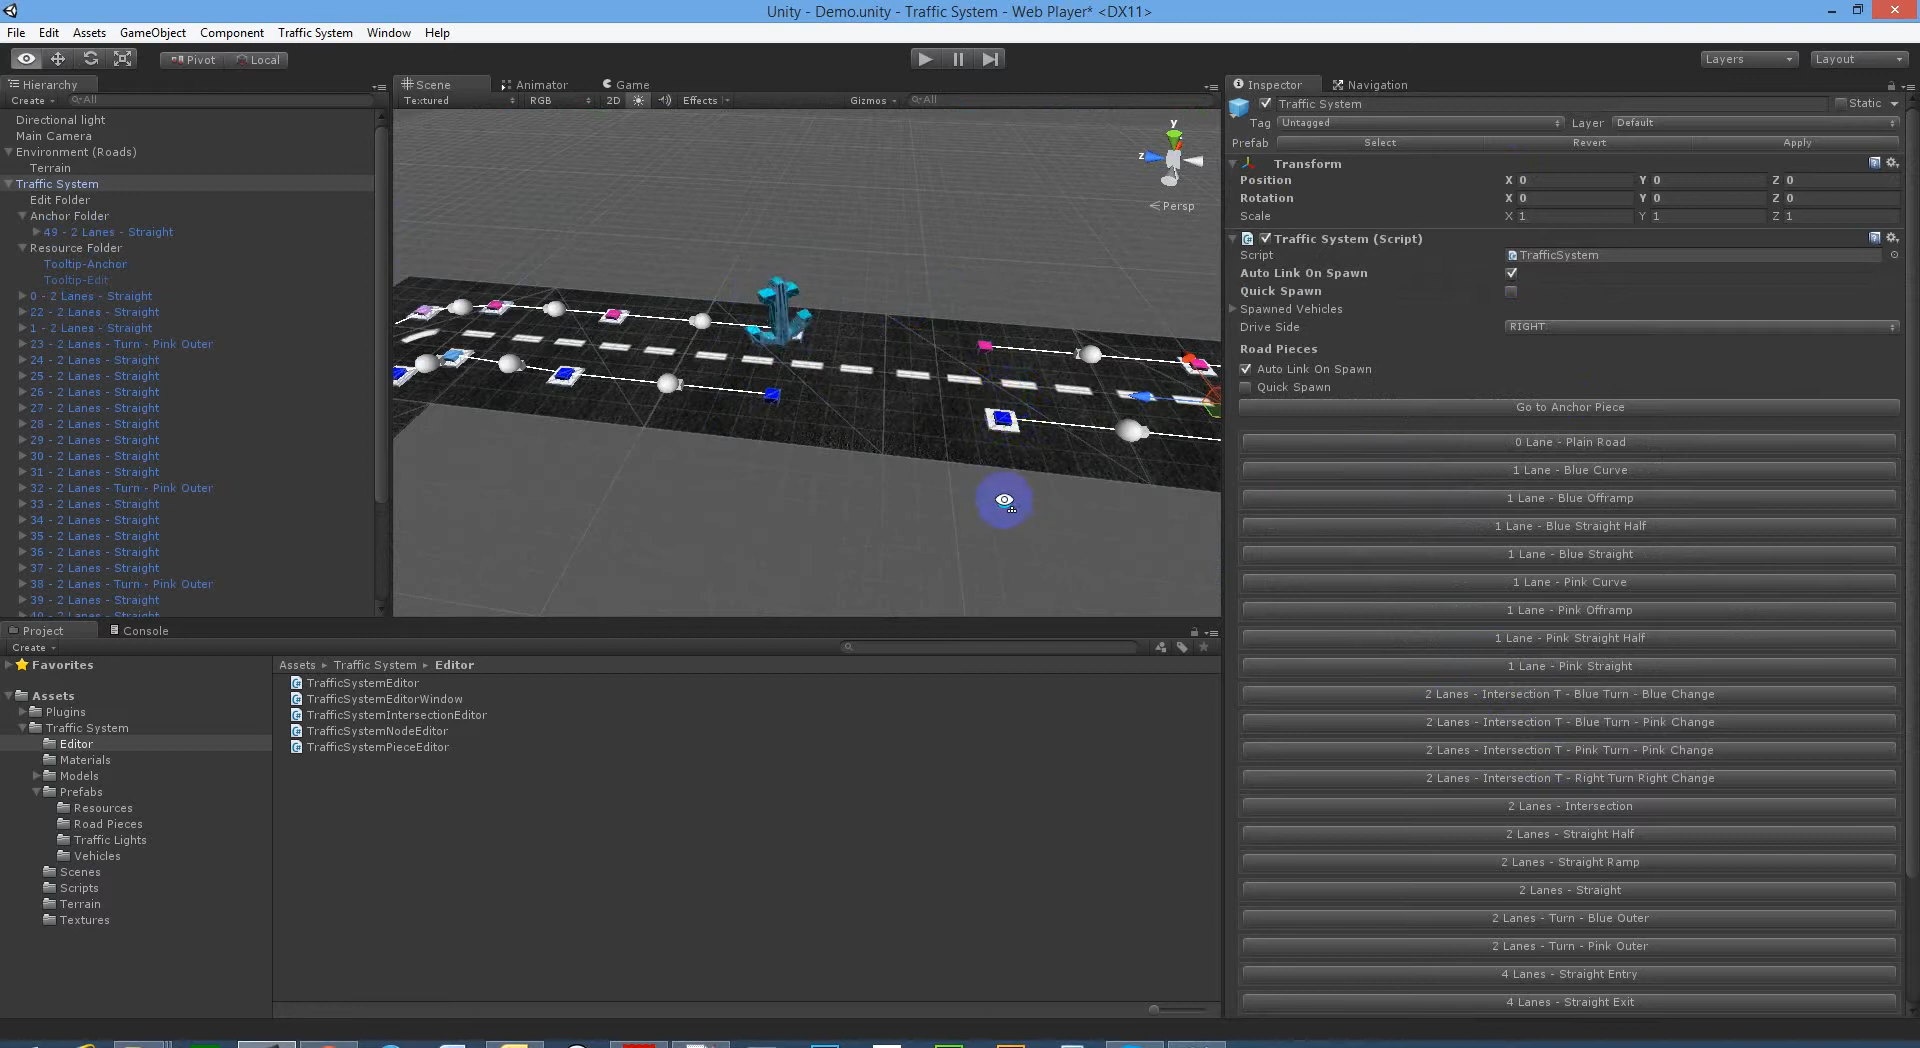 Unity - Demo.unity - Traffic System - Web Player* <DX11>
File Edit Assets GameObject Component Traffic System Window Help
Pivot Local Layers Layout
Hierarchy
Create All
Directional light
Main Camera
Environment (Roads)
Terrain
Traffic System
Edit Folder
Anchor Folder
49 - 2 Lanes - Straight
Resource Folder
Tooltip-Anchor
Tooltip-Edit
0 - 2 Lanes - Straight
22 - 2 Lanes - Straight
1 - 2 Lanes - Straight
23 - 2 Lanes - Turn - Pink Outer
24 - 2 Lanes - Straight
25 - 2 Lanes - Straight
26 - 2 Lanes - Straight
27 - 2 Lanes - Straight
28 - 2 Lanes - Straight
29 - 2 Lanes - Straight
30 - 2 Lanes - Straight
31 - 2 Lanes - Straight
32 - 2 Lanes - Turn - Pink Outer
33 - 2 Lanes - Straight
34 - 2 Lanes - Straight
35 - 2 Lanes - Straight
36 - 2 Lanes - Straight
37 - 2 Lanes - Straight
38 - 2 Lanes - Turn - Pink Outer
39 - 2 Lanes - Straight
Scene Animator Game
Textured RGB 2D Effects Gizmos All
y
z
Persp
Inspector Navigation
Traffic System Static
Tag Untagged Layer Default
Prefab Select Revert Apply
Transform
Position X 0 Y 0 Z 0
Rotation X 0 Y 0 Z 0
Scale X 1 Y 1 Z 1
Traffic System (Script)
Script TrafficSystem
Auto Link On Spawn
Quick Spawn
Spawned Vehicles
Drive Side RIGHT
Road Pieces
Auto Link On Spawn
Quick Spawn
Go to Anchor Piece
0 Lane - Plain Road
1 Lane - Blue Curve
1 Lane - Blue Offramp
1 Lane - Blue Straight Half
1 Lane - Blue Straight
1 Lane - Pink Curve
1 Lane - Pink Offramp
1 Lane - Pink Straight Half
1 Lane - Pink Straight
2 Lanes - Intersection T - Blue Turn - Blue Change
2 Lanes - Intersection T - Blue Turn - Pink Change
2 Lanes - Intersection T - Pink Turn - Pink Change
2 Lanes - Intersection T - Right Turn Right Change
2 Lanes - Intersection
2 Lanes - Straight Half
2 Lanes - Straight Ramp
2 Lanes - Straight
2 Lanes - Turn - Blue Outer
2 Lanes - Turn - Pink Outer
4 Lanes - Straight Entry
4 Lanes - Straight Exit
Project Console
Create
Favorites
Assets
Plugins
Traffic System
Editor
Materials
Models
Prefabs
Resources
Road Pieces
Traffic Lights
Vehicles
Scenes
Scripts
Terrain
Textures
Assets Traffic System Editor
TrafficSystemEditor
TrafficSystemEditorWindow
TrafficSystemIntersectionEditor
TrafficSystemNodeEditor
TrafficSystemPieceEditor